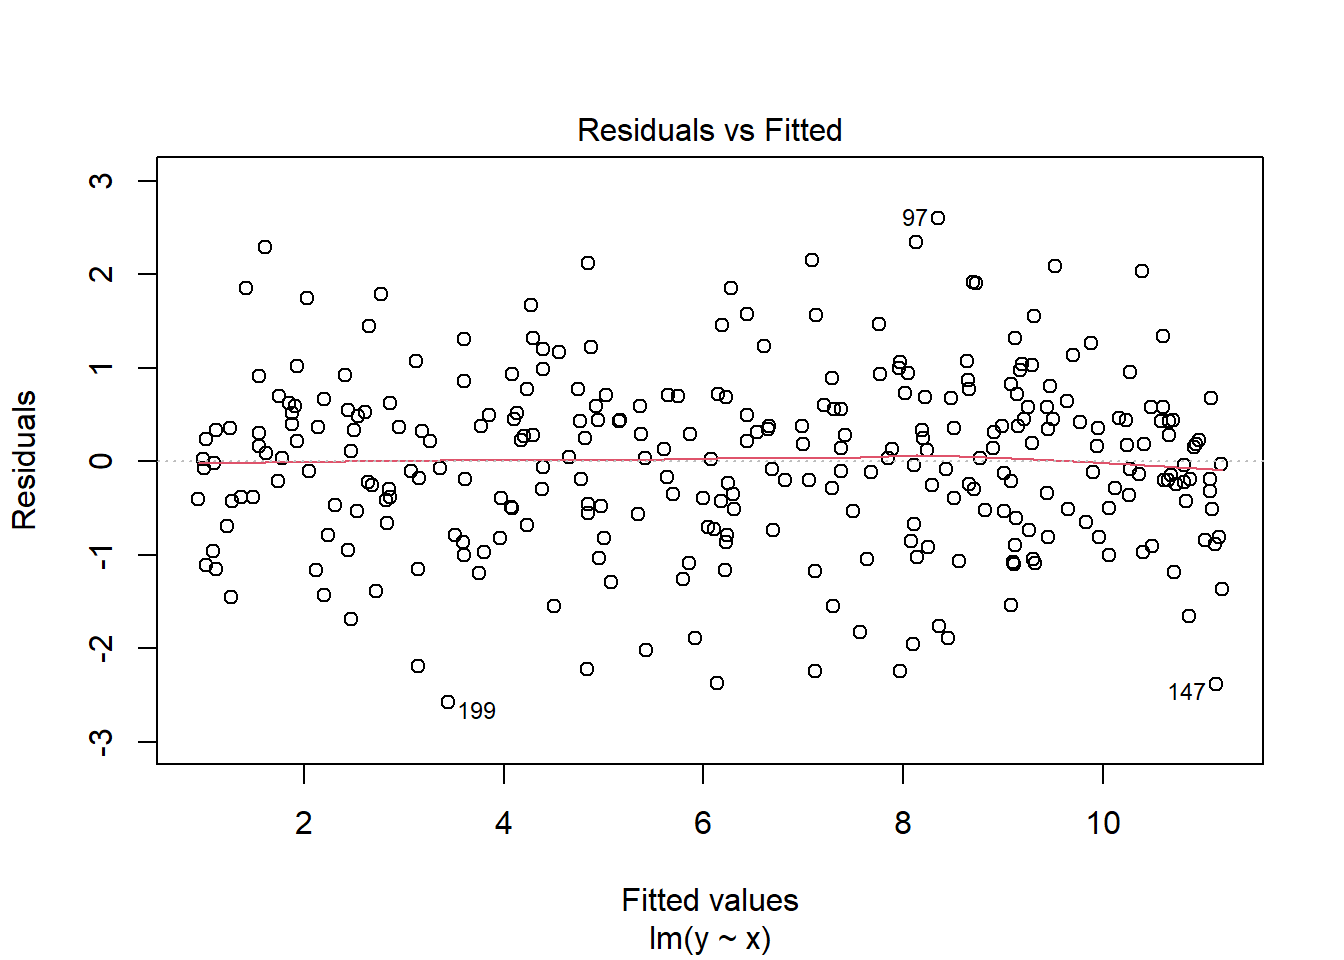 Residuals vs Fitted
Residuals
3
2
1
0
-1
-2
-3
97
199
147
2 4 6 8 10
Fitted values
lm(y ~ x)